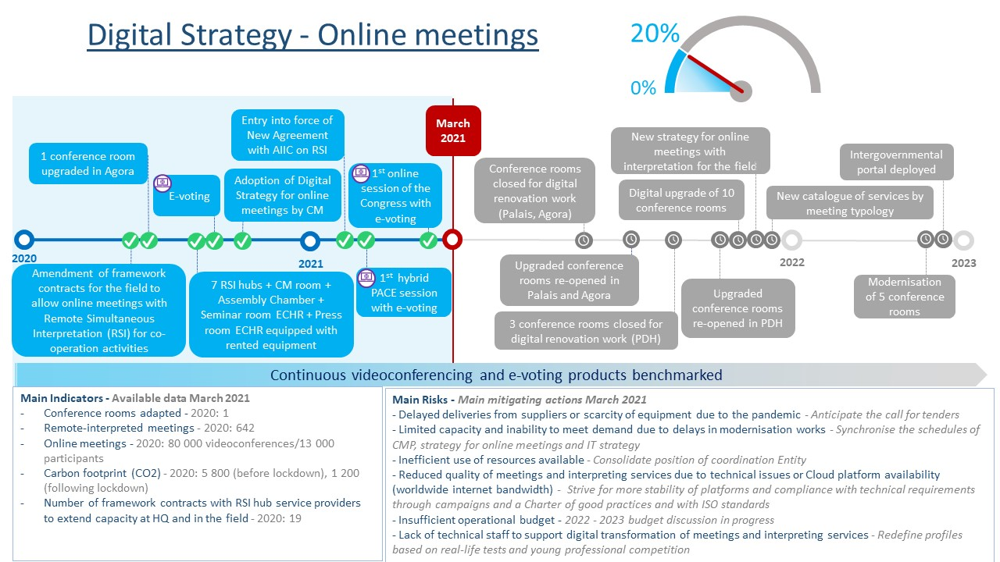 Digital Strategy - Online meetings
20%
0%
March
2021
Entry into force of
New Agreement
with AIIC on RSI
1 conference room
upgraded in Agora
E-voting
Adoption of Digital
Strategy for online
meetings by CM
1st online
session of the
Congress with
e-voting
Conference rooms
closed for digital
renovation work
(Palais, Agora)
New strategy for online
meetings with
interpretation for the field
Digital upgrade of 10
conference rooms
Intergovernmental
portal deployed
New catalogue of services by
meeting typology
2020
2021
2022
2023
Amendment of framework
contracts for the field to
allow online meetings with
Remote Simultaneous
Interpretation (RSI) for co-
operation activities
7 RSI hubs + CM room +
Assembly Chamber +
Seminar room ECHR + Press
room ECHR equipped with
rented equipment
1st hybrid
PACE session
with e-voting
Upgraded conference
rooms re-opened in
Palais and Agora
3 conference rooms closed for
digital renovation work (PDH)
Upgraded
conference rooms
re-opened in PDH
Modernisation
of 5 conference
rooms
Continuous videoconferencing and e-voting products benchmarked
Main Indicators - Available data March 2021
- Conference rooms adapted - 2020: 1
- Remote-interpreted meetings - 2020: 642
- Online meetings - 2020: 80 000 videoconferences/13 000
participants
- Carbon footprint (CO2) - 2020: 5 800 (before lockdown), 1 200
(following lockdown)
- Number of framework contracts with RSI hub service providers
to extend capacity at HQ and in the field - 2020: 19
Main Risks - Main mitigating actions March 2021
- Delayed deliveries from suppliers or scarcity of equipment due to the pandemic - Anticipate the call for tenders
- Limited capacity and inability to meet demand due to delays in modernisation works - Synchronise the schedules of
CMP, strategy for online meetings and IT strategy
- Inefficient use of resources available - Consolidate position of coordination Entity
- Reduced quality of meetings and interpreting services due to technical issues or Cloud platform availability
(worldwide internet bandwidth) - Strive for more stability of platforms and compliance with technical requirements
through campaigns and a Charter of good practices and with ISO standards
- Insufficient operational budget - 2022 - 2023 budget discussion in progress
- Lack of technical staff to support digital transformation of meetings and interpreting services - Redefine profiles
based on real-life tests and young professional competition